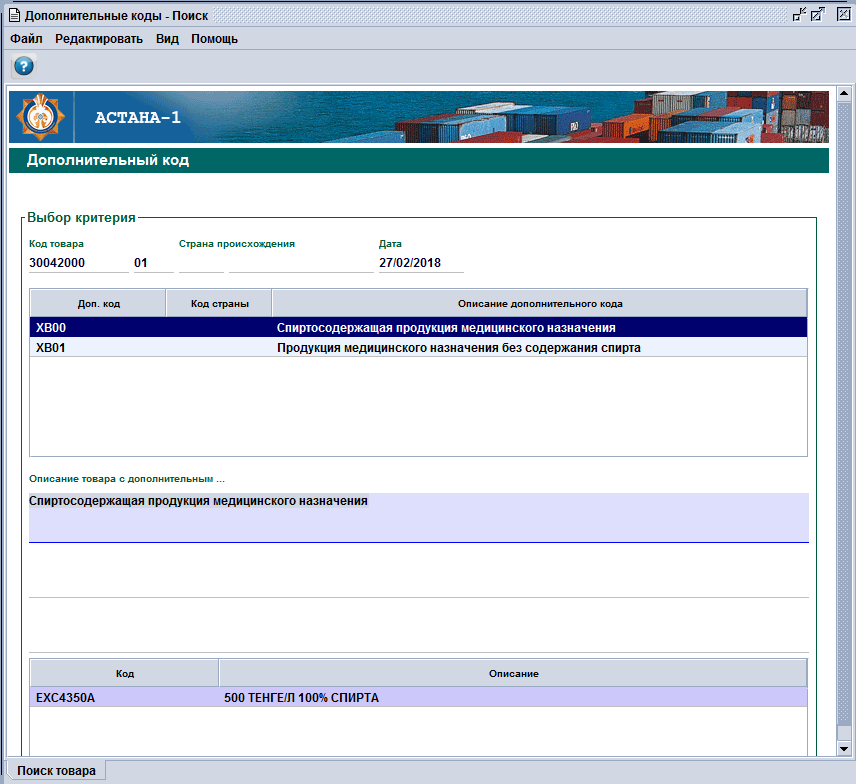 Дополнительные коды - Поиск
Файл Редактировать Вид Помощь
?
АСТАНА-1
Дополнительный код
Выбор критерия
Код товара Страна происхождения Дата
30042000 01 27/02/2018
Доп. код Код страны Описание дополнительного кода
XB00 Спиртосодержащая продукция медицинского назначения
XB01 Продукция медицинского назначения без содержания спирта
Описание товара с дополнительным ...
Спиртосодержащая продукция медицинского назначения
Код Описание
EXC4350A 500 ТЕНГЕ/Л 100% СПИРТА
Поиск товара